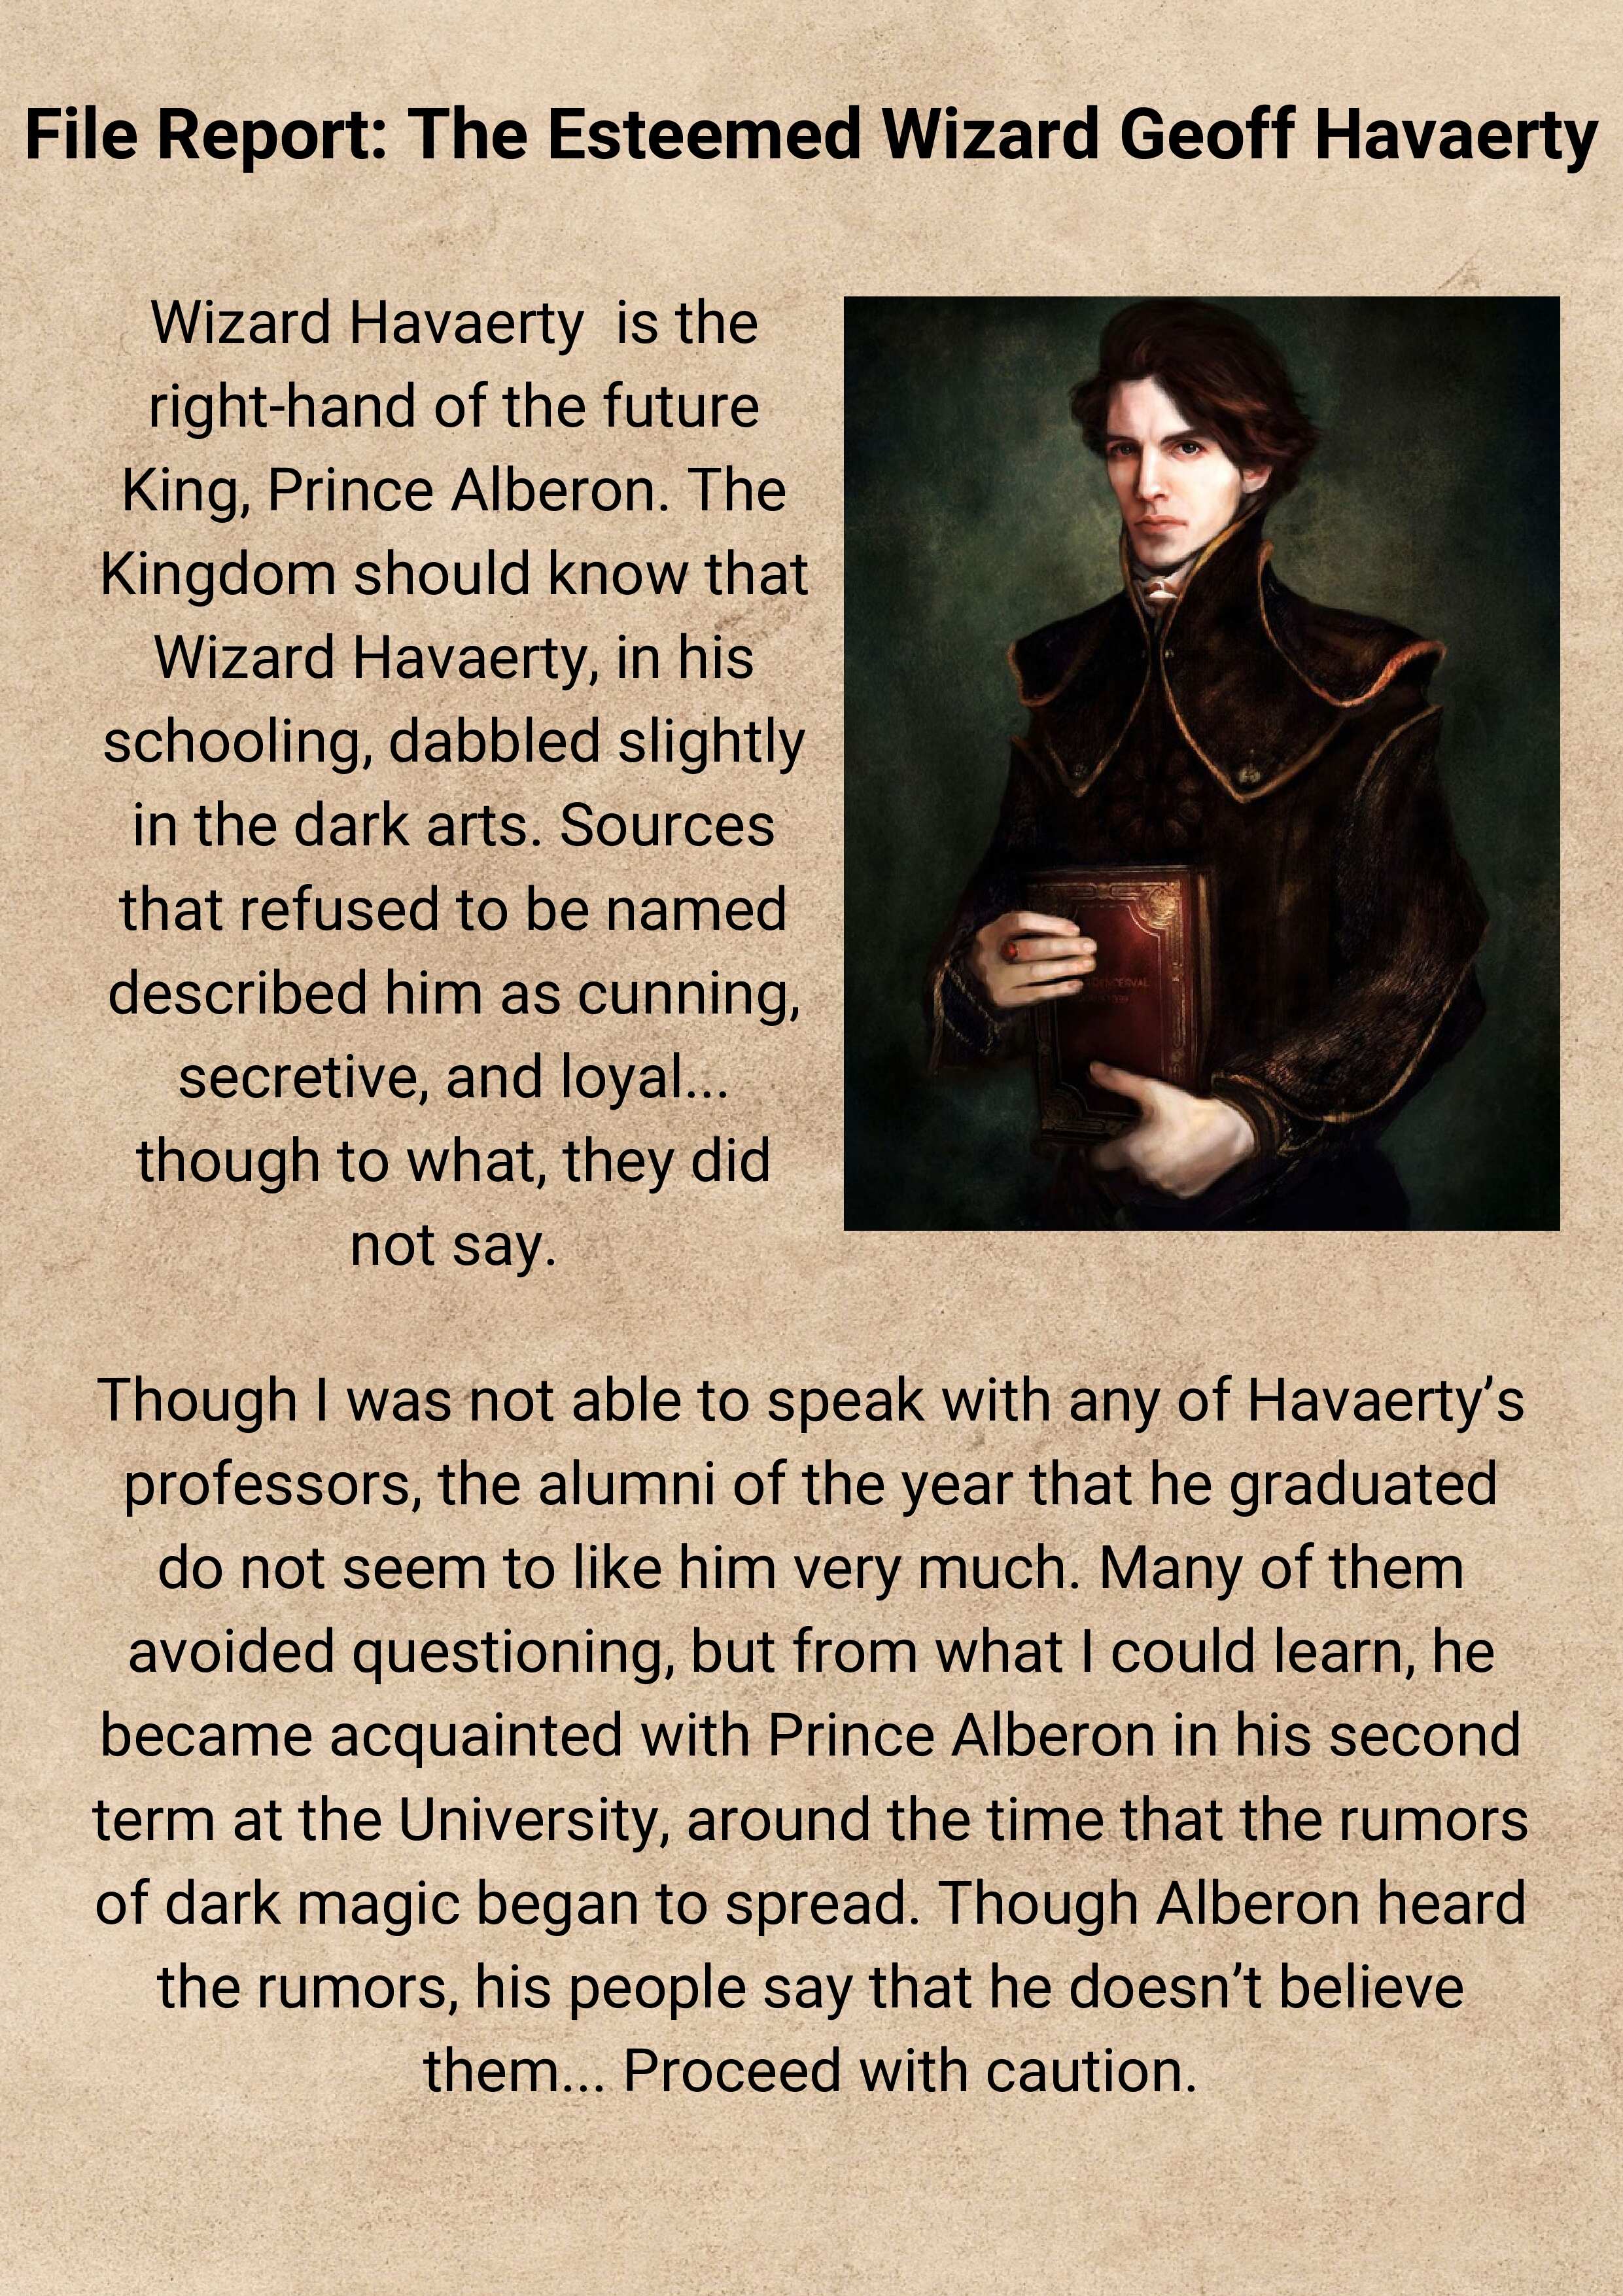 File Report: The Esteemed Wizard Geoff Havaerty
Wizard Havaerty  is the
right-hand of the future
King, Prince Alberon. The
Kingdom should know that
Wizard Havaerty, in his
schooling, dabbled slightly
in the dark arts. Sources
that refused to be named
described him as cunning,
secretive, and loyal...
though to what, they did
not say.
Though I was not able to speak with any of Havaerty’s
professors, the alumni of the year that he graduated
do not seem to like him very much. Many of them
avoided questioning, but from what I could learn, he
became acquainted with Prince Alberon in his second
term at the University, around the time that the rumors
of dark magic began to spread. Though Alberon heard
the rumors, his people say that he doesn’t believe
them... Proceed with caution.